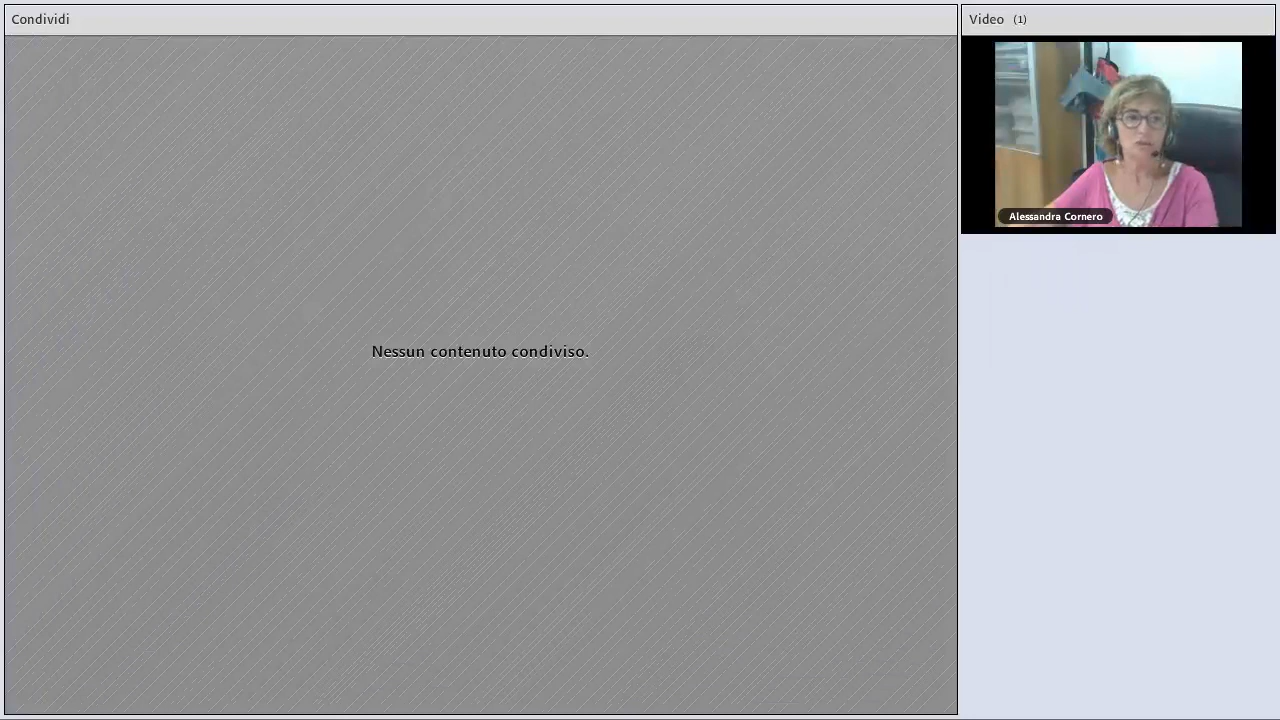 Condividi
Video (1)
Alessandra Cornero
Nessun contenuto condiviso.